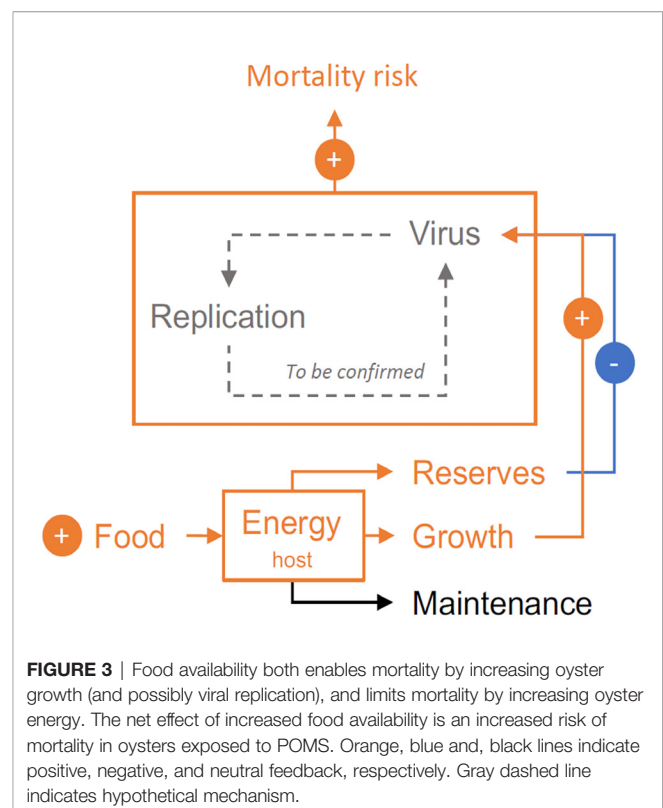 Mortality risk
+
Virus
Replication
+
To be confirmed
-
Reserves
+ Food
Energy
host
Growth
Maintenance
FIGURE 3 | Food availability both enables mortality by increasing oyster
growth (and possibly viral replication), and limits mortality by increasing oyster
energy. The net effect of increased food availability is an increased risk of
mortality in oysters exposed to POMS. Orange, blue and, black lines indicate
positive, negative, and neutral feedback, respectively. Gray dashed line
indicates hypothetical mechanism.